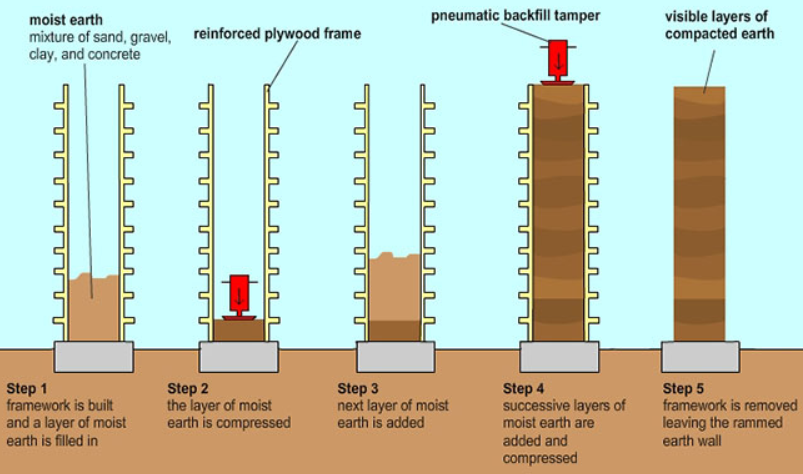 moist earth
mixture of sand, gravel,
clay, and concrete
reinforced plywood frame
pneumatic backfill tamper
visible layers of
compacted earth
Step 1
framework is built
and a layer of moist
earth is filled in
Step 2
the layer of moist
earth is compressed
Step 3
next layer of moist
earth is added
Step 4
successive layers of
moist earth are
added and
compressed
Step 5
framework is removed
leaving the rammed
earth wall